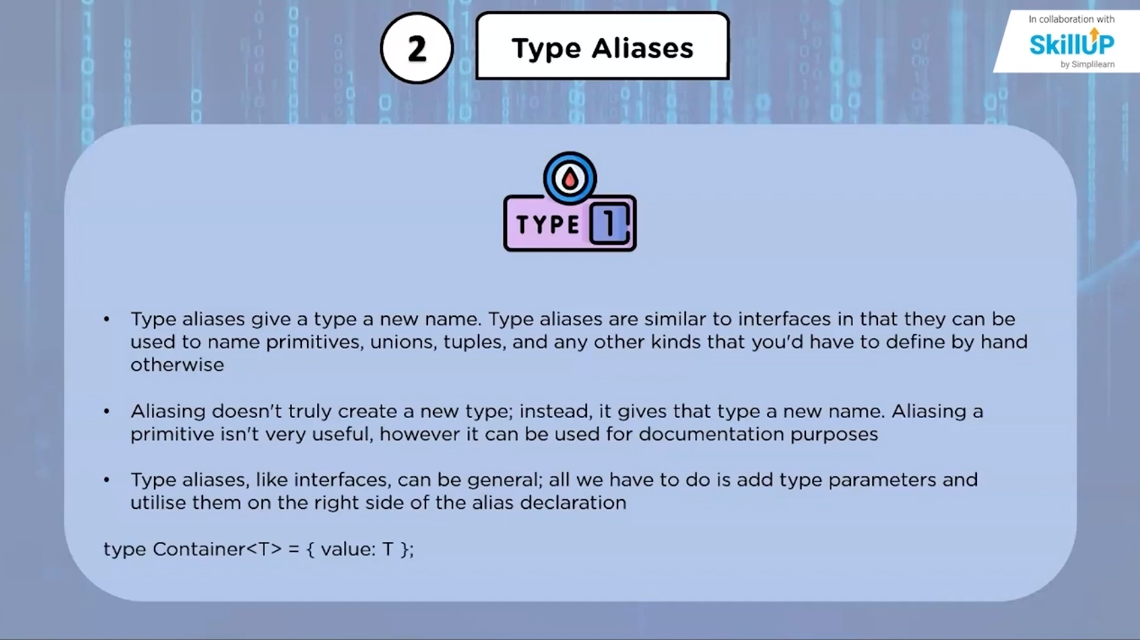 2
Type Aliases
In collaboration with
SkillUP
by Simplilearn
TYPE 1
• Type aliases give a type a new name. Type aliases are similar to interfaces in that they can be
used to name primitives, unions, tuples, and any other kinds that you'd have to define by hand
otherwise
• Aliasing doesn't truly create a new type; instead, it gives that type a new name. Aliasing a
primitive isn't very useful, however it can be used for documentation purposes
• Type aliases, like interfaces, can be general; all we have to do is add type parameters and
utilise them on the right side of the alias declaration
type Container<T> = { value: T };